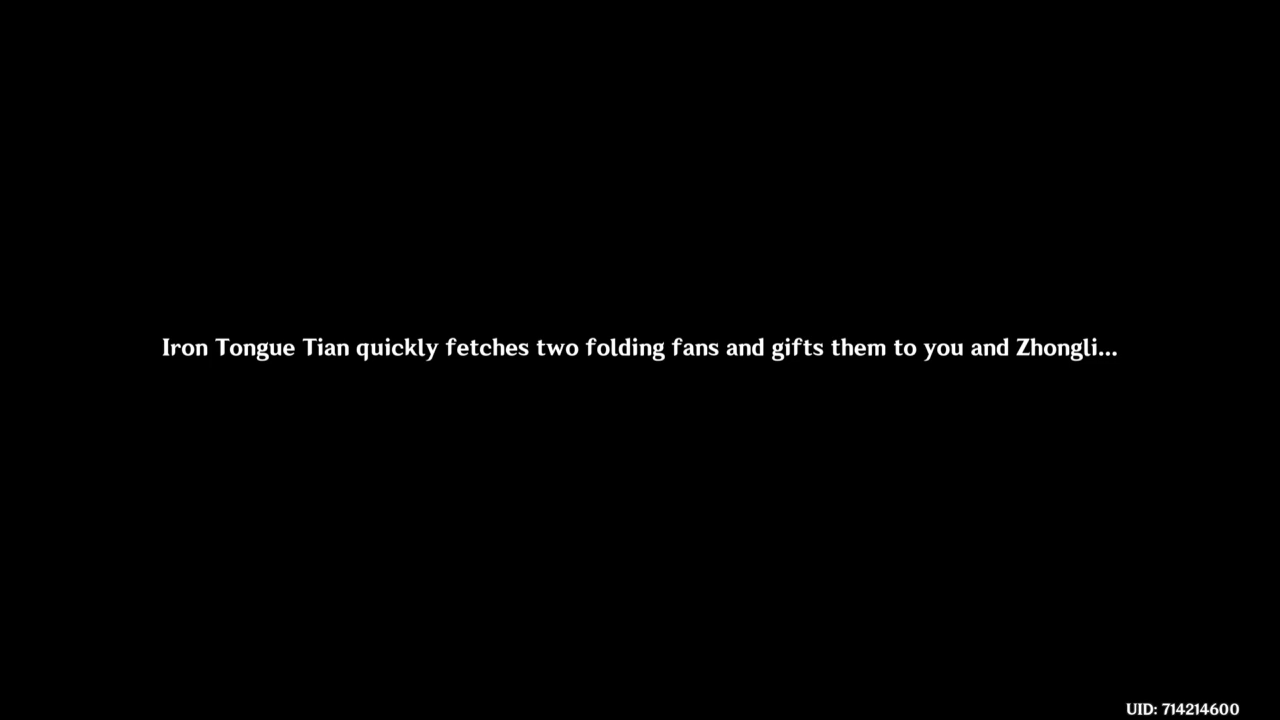 Iron Tongue Tian quickly fetches two folding fans and gifts them to you and Zhongli...
UID: 714214600